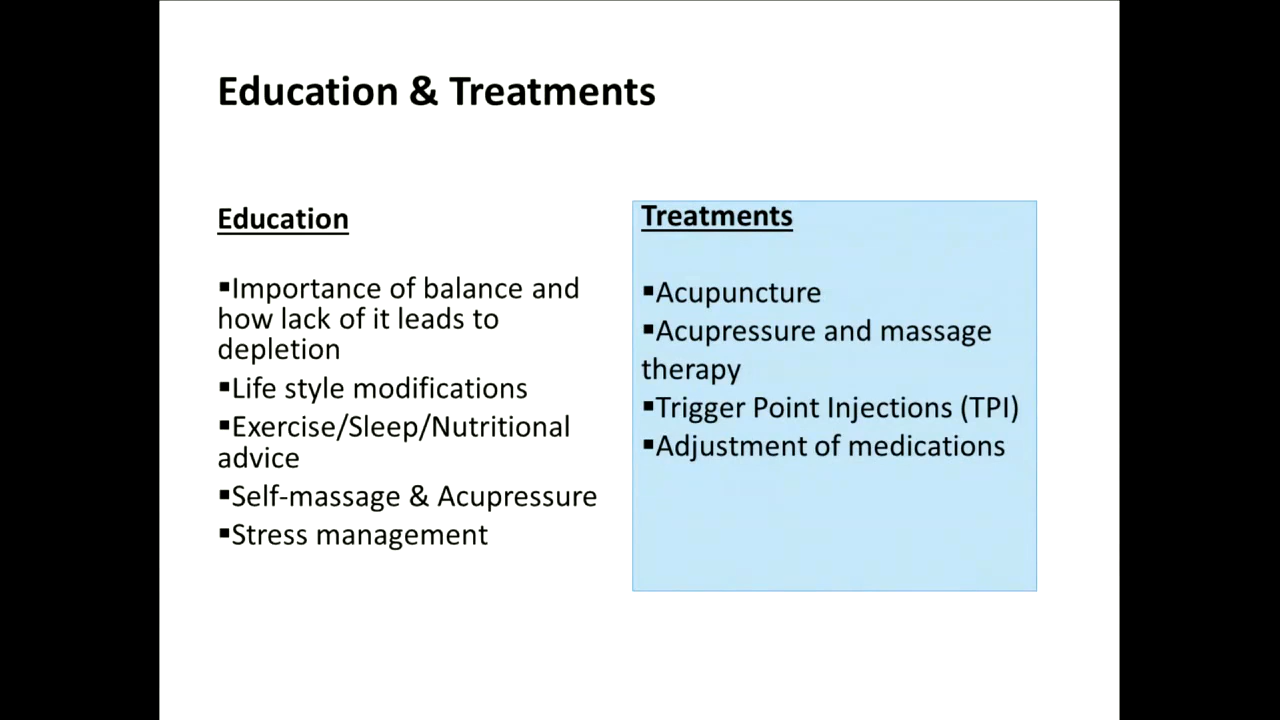 Education & Treatments
Education
▪Importance of balance and
how lack of it leads to
depletion
▪Life style modifications
▪Exercise/Sleep/Nutritional
advice
▪Self-massage & Acupressure
▪Stress management
Treatments
▪Acupuncture
▪Acupressure and massage
therapy
▪Trigger Point Injections (TPI)
▪Adjustment of medications